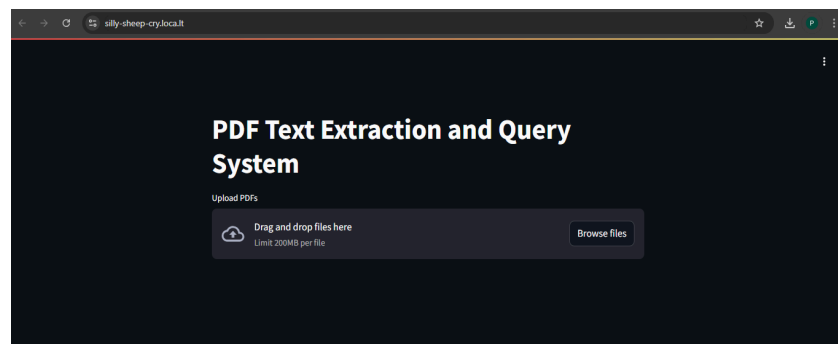 silly-sheep-cry.loca.lt
P
PDF Text Extraction and Query
System
Upload PDFs
Drag and drop files here
Limit 200MB per file
Browse files